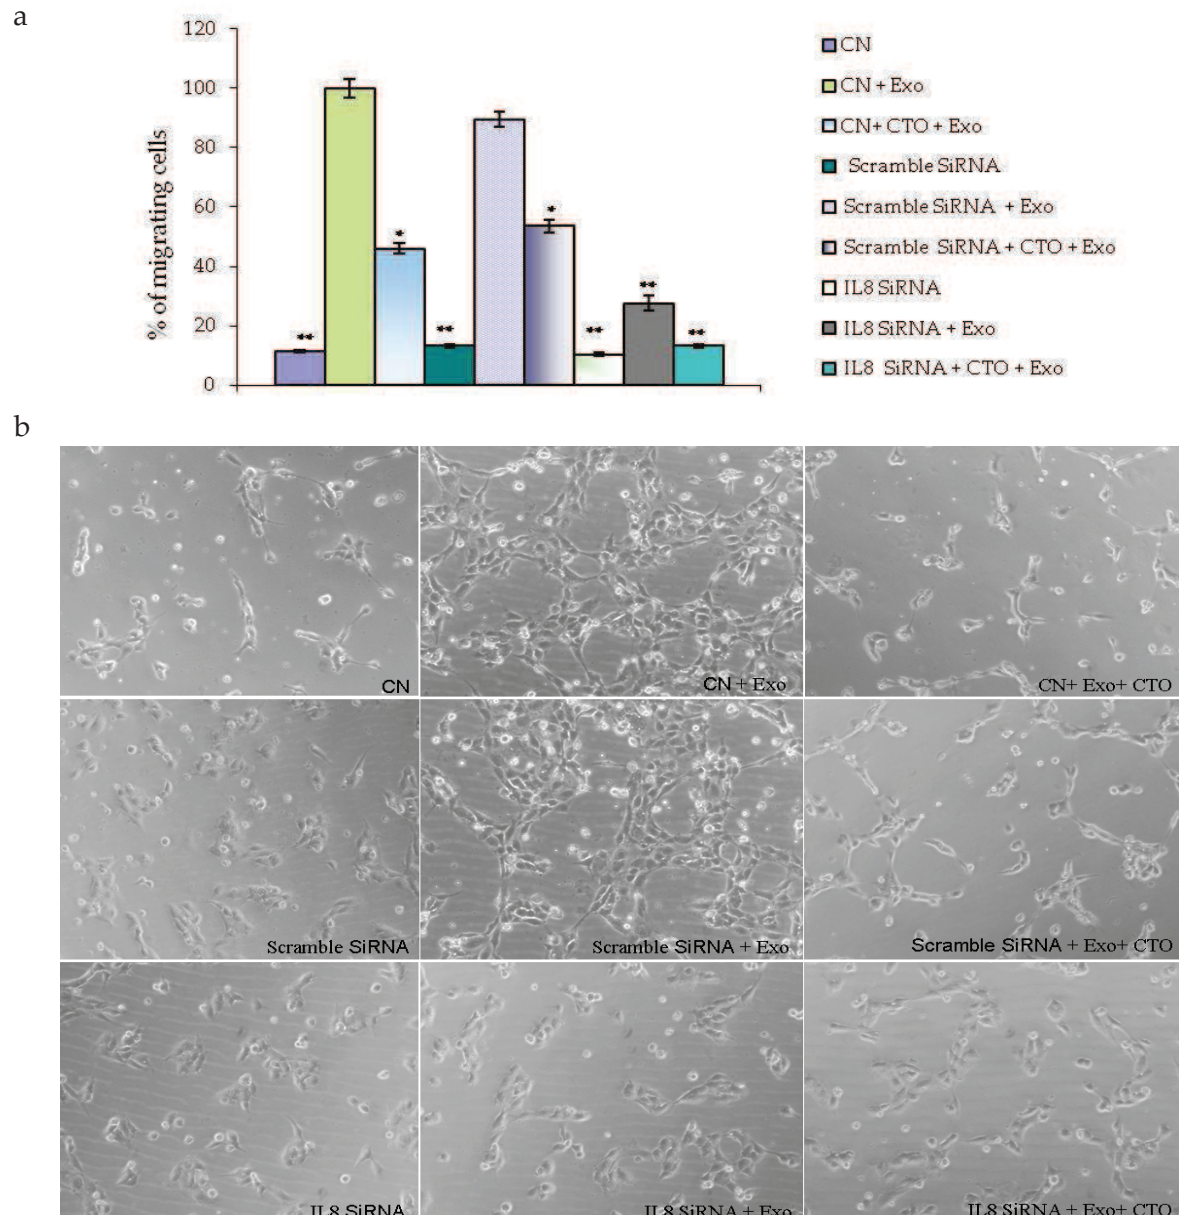 a
% of migrating cells
120
100
80
60
40
20
0
**
*
**
*
**
**
**
CN
CN + Exo
CN+ CTO + Exo
Scramble SiRNA
Scramble SiRNA + Exo
Scramble SiRNA + CTO + Exo
IL8 SiRNA
IL8 SiRNA + Exo
IL8 SiRNA + CTO + Exo
b
CN
CN + Exo
CN+ Exo+ CTO
Scramble SiRNA
Scramble SiRNA + Exo
Scramble SiRNA + Exo+ CTO
IL8 SiRNA
IL8 SiRNA + Exo
IL8 SiRNA + Exo+ CTO